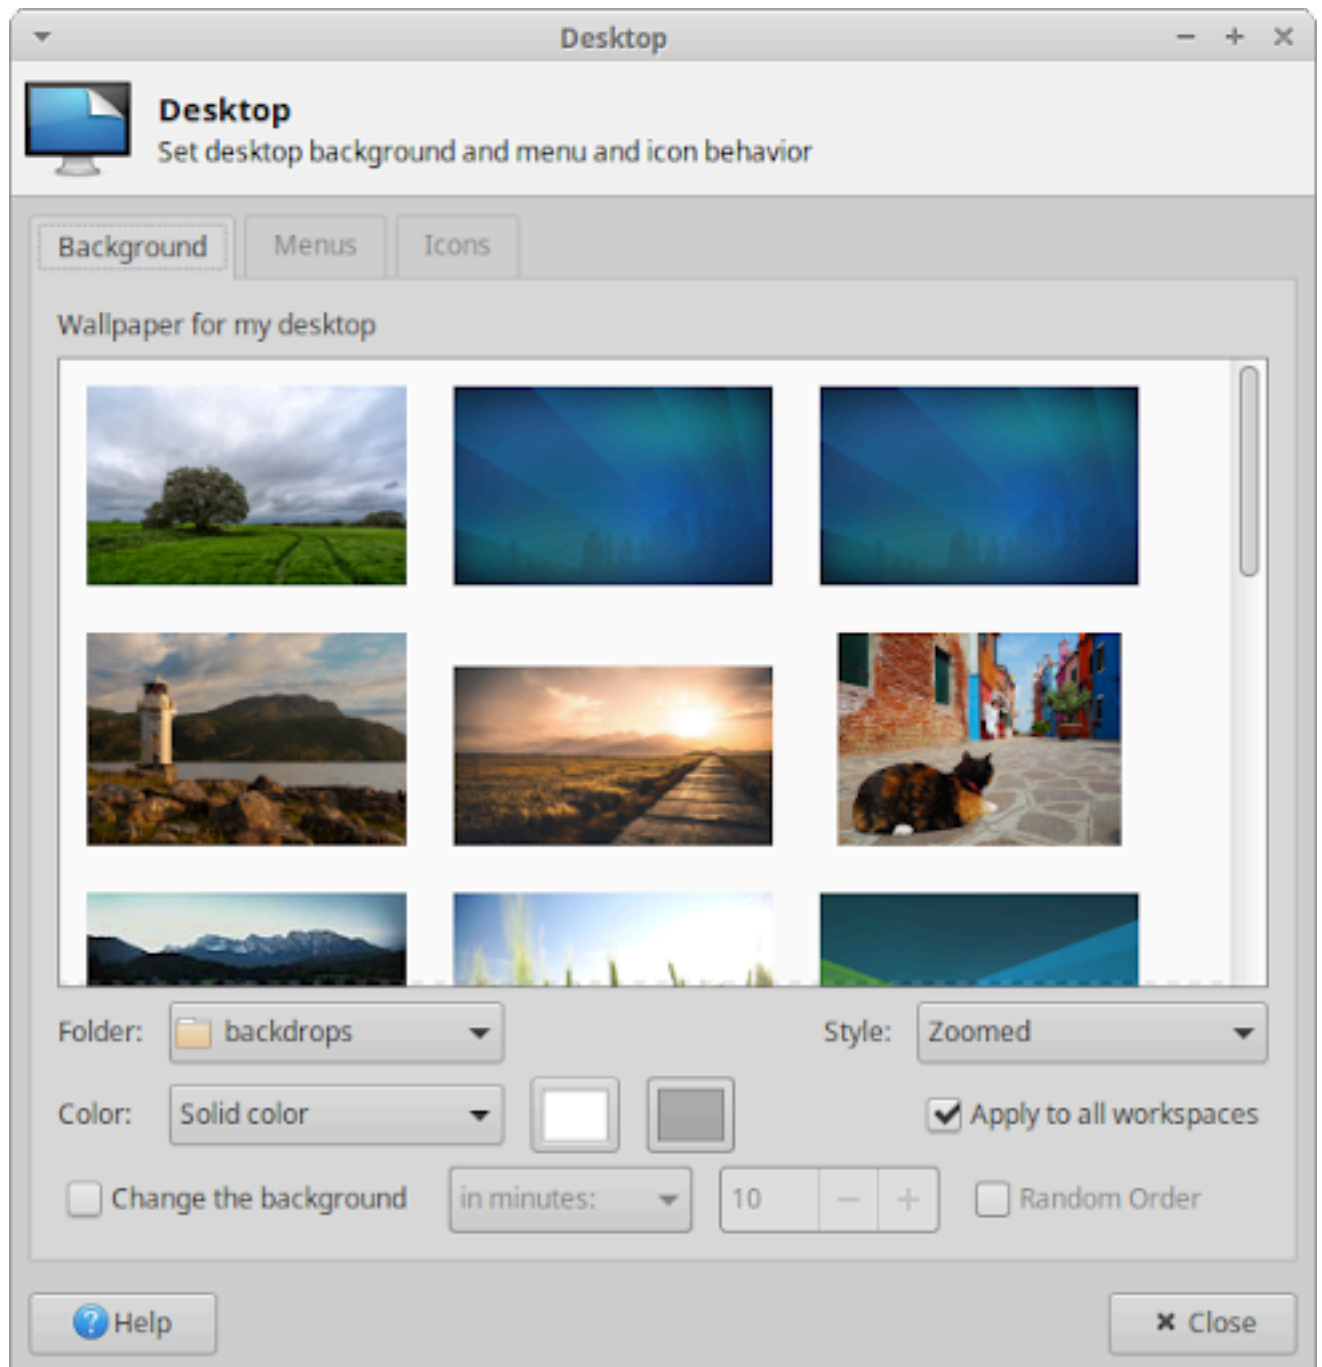 Desktop
Desktop
Set desktop background and menu and icon behavior
Background Menus Icons
Wallpaper for my desktop
Folder: backdrops Style: Zoomed
Color: Solid color Apply to all workspaces
Change the background in minutes: 10 Random Order
Help Close